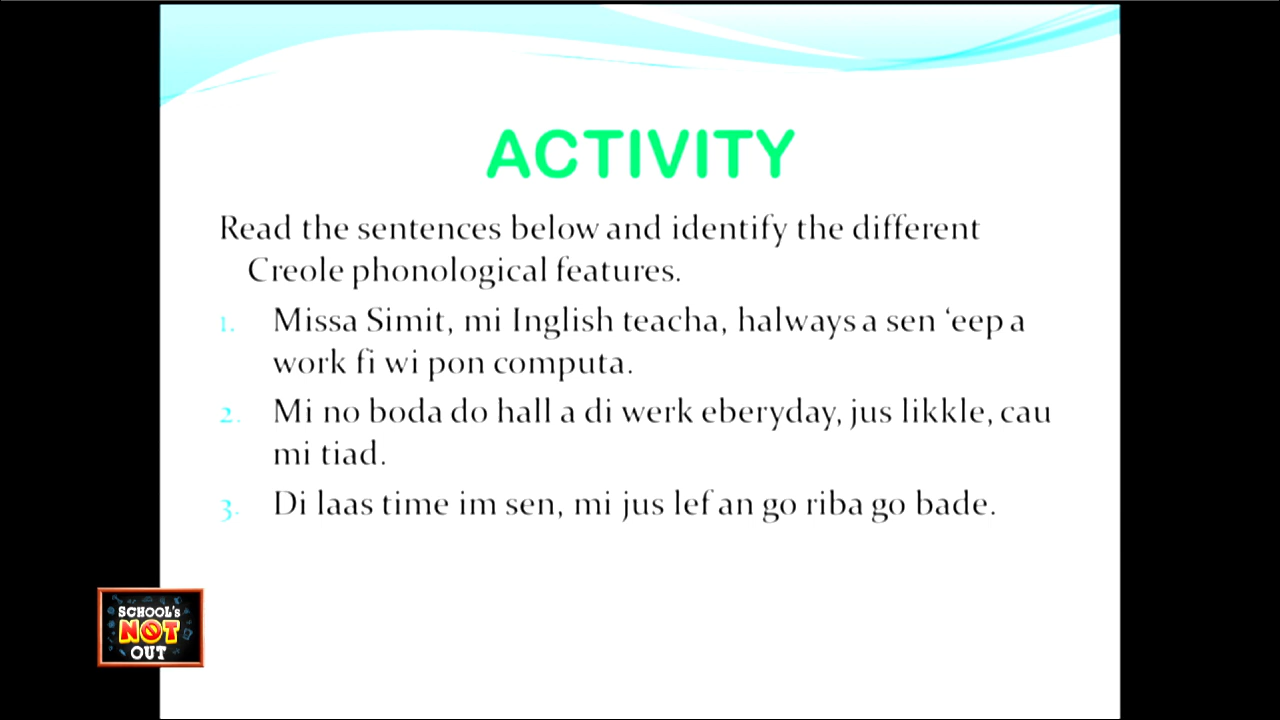 ACTIVITY
Read the sentences below and identify the different
Creole phonological features.
1. Missa Simit, mi Inglish teacha, halways a sen ‘eep a
work fi wi pon computa.
2. Mi no boda do hall a di werk eberyday, jus likkle, cau
mi tiad.
3. Di laas time im sen, mi jus lef an go riba go bade.
SCHOOL'S
NOT
OUT